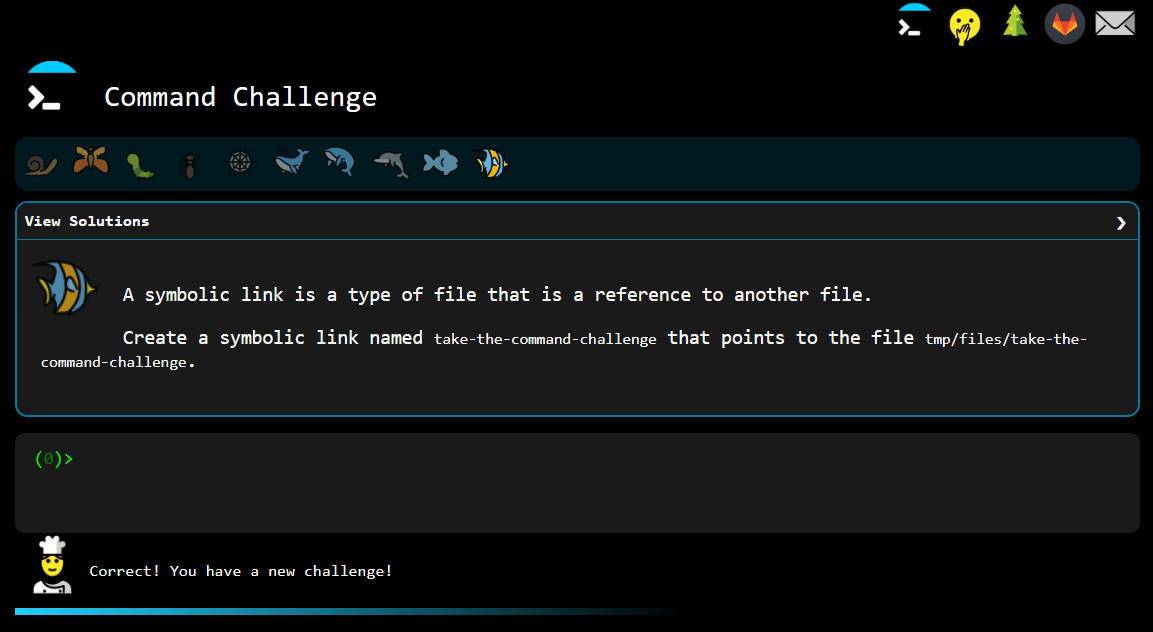 Command Challenge
View Solutions
A symbolic link is a type of file that is a reference to another file.
Create a symbolic link named take-the-command-challenge that points to the file tmp/files/take-the-
command-challenge.
(0)>
Correct! You have a new challenge!